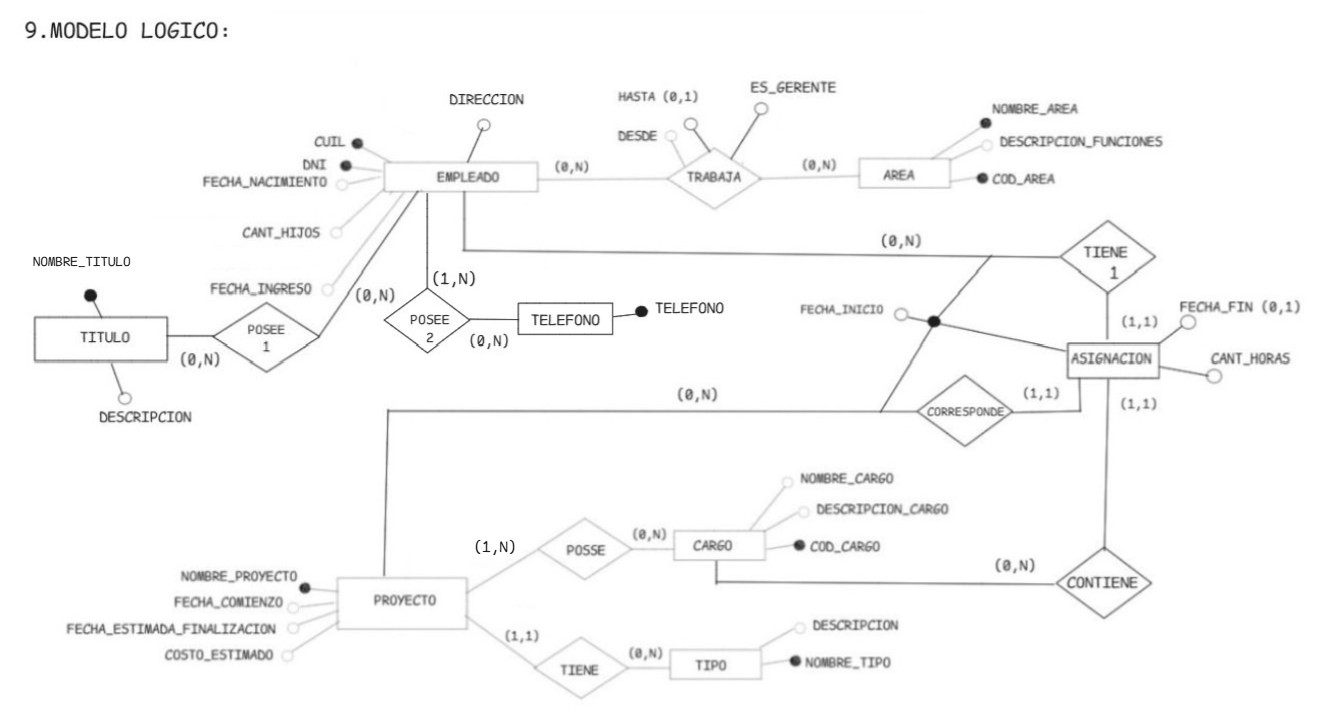 9.MODELO LOGICO:
DIRECCION
HASTA (0,1)
ES_GERENTE
NOMBRE_AREA
CUIL
DESDE
DESCRIPCION_FUNCIONES
DNI
FECHA_NACIMIENTO
EMPLEADO
(0,N)
TRABAJA
(0,N)
AREA
COD_AREA
CANT_HIJOS
(0,N)
TIENE
1
NOMBRE_TITULO
FECHA_INGRESO
(0,N)
(1,N)
TITULO
(0,N)
POSEE
1
POSEE
2
(0,N)
TELEFONO
TELEFONO
FECHA_INICIO
(1,1)
FECHA_FIN (0,1)
ASIGNACION
CANT_HORAS
DESCRIPCION
(0,N)
CORRESPONDE
(1,1)
(1,1)
NOMBRE_CARGO
DESCRIPCION_CARGO
(1,N)
POSSE
(0,N)
CARGO
COD_CARGO
(0,N)
CONTIENE
NOMBRE_PROYECTO
FECHA_COMIENZO
PROYECTO
FECHA_ESTIMADA_FINALIZACION
COSTO_ESTIMADO
(1,1)
TIENE
(0,N)
TIPO
DESCRIPCION
NOMBRE_TIPO